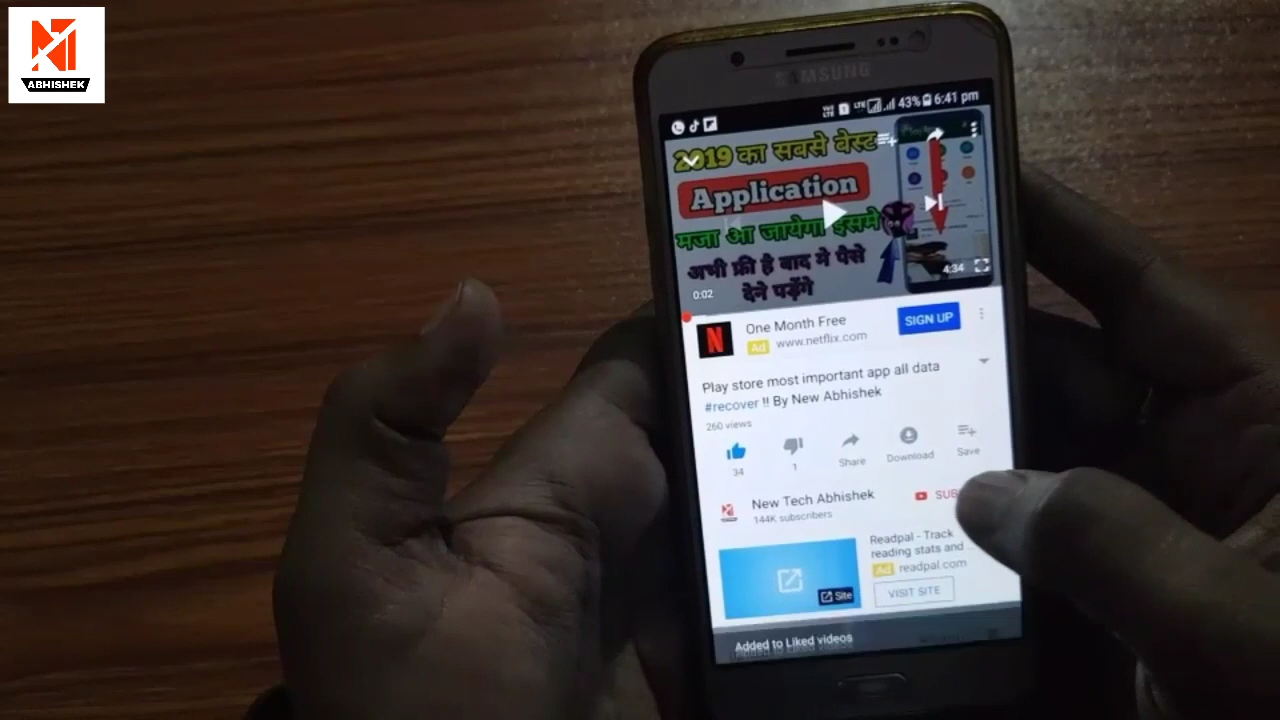 ABHISHEK
SAMSUNG
43% 6:41 pm
2019 का सबसे बेस्ट
Application
मजा आ जायेगा इसमे
अभी फ्री है बाद मे पैसे
देने पड़ेंगे
4:34
0:02
N
One Month Free
Ad www.netflix.com
SIGN UP
Play store most important app all data
#recover !! By New Abhishek
260 views
34
1
Share
Download
Save
New Tech Abhishek
144K subscribers
Readpal - Track
reading stats and ...
Ad readpal.com
Site
VISIT SITE
Added to Liked videos